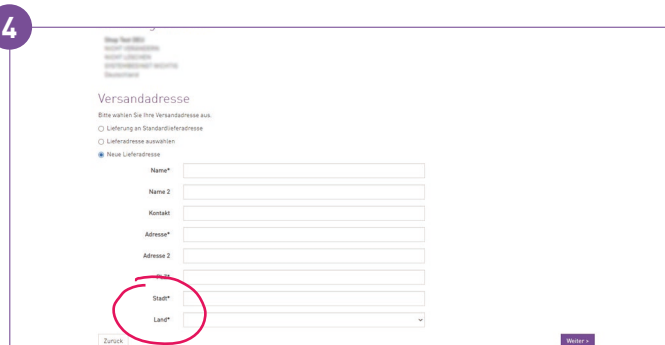 4
Versandadresse
Bitte wählen Sie Ihre Versandadresse aus.
Lieferung an Standardlieferadresse
Lieferadresse auswählen
Neue Lieferadresse
Name*
Name 2
Kontakt
Adresse*
Adresse 2
Stadt*
Land*
Zurück
Weiter »